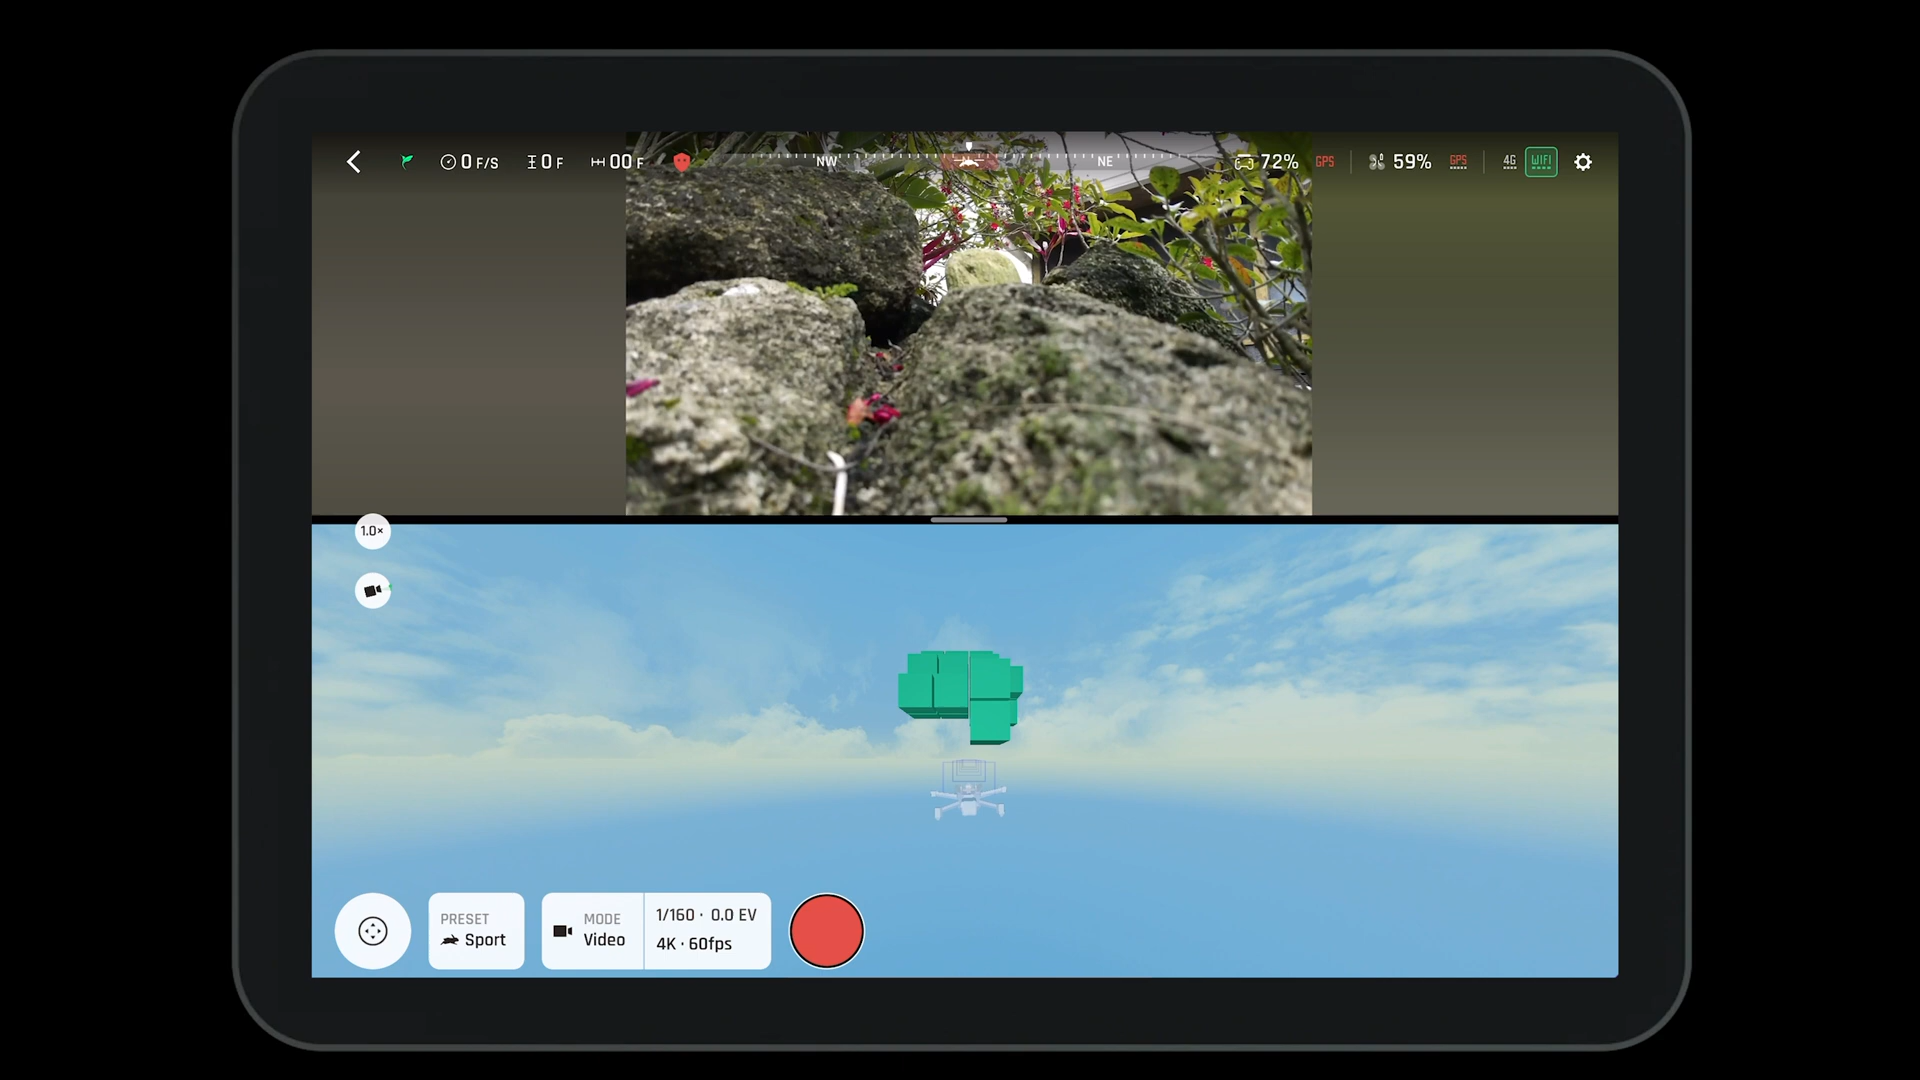 0 F/S 0 F 00 F NW NE 72% GPS 59% GPS 4G WIFI
1.0×
PRESET
Sport
MODE
Video
1/160 · 0.0 EV
4K · 60fps